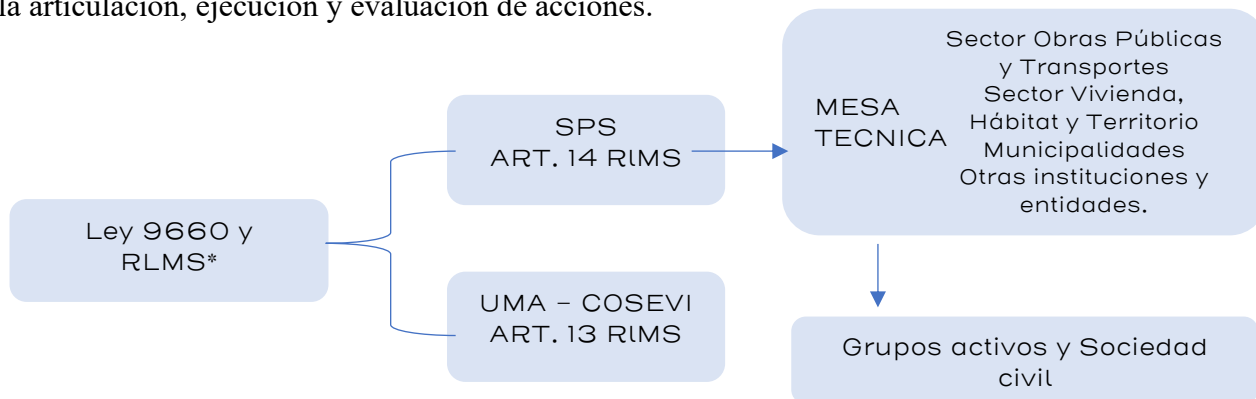 la articulación, ejecución y evaluación de acciones.
Ley 9660 y
RLMS*
SPS
ART. 14 RlMS
UMA – COSEVI
ART. 13 RlMS
MESA
TECNICA
Sector Obras Públicas
y Transportes
Sector Vivienda,
Hábitat y Territorio
Municipalidades
Otras instituciones y
entidades.
Grupos activos y Sociedad
civil